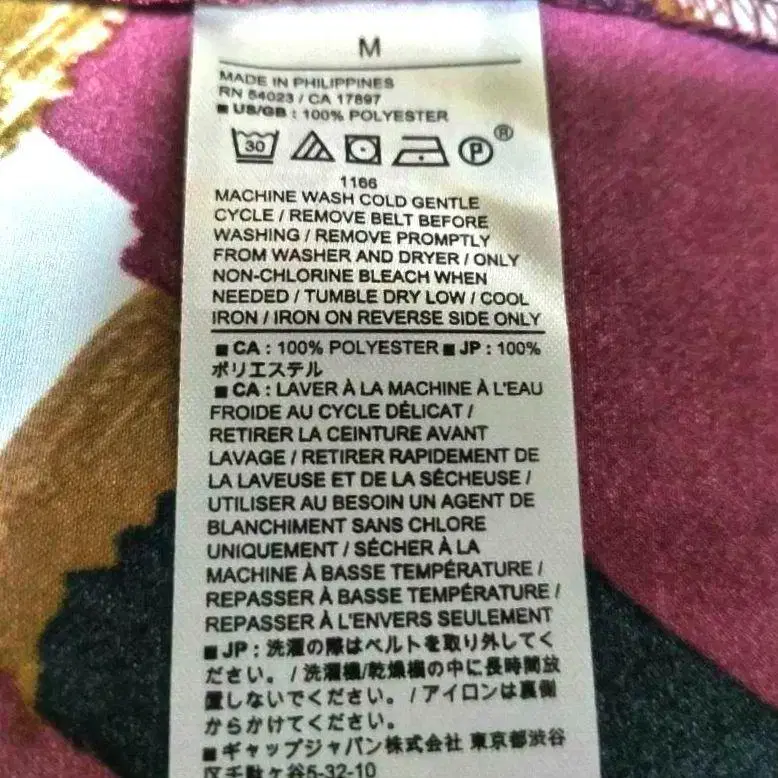 M
MADE IN PHILIPPINES
RN 54023 / CA 17897
■ US/GB : 100% POLYESTER
30 P ®
1166
MACHINE WASH COLD GENTLE
CYCLE / REMOVE BELT BEFORE
WASHING / REMOVE PROMPTLY
FROM WASHER AND DRYER / ONLY
NON-CHLORINE BLEACH WHEN
NEEDED / TUMBLE DRY LOW / COOL
IRON / IRON ON REVERSE SIDE ONLY
■ CA : 100% POLYESTER ■ JP : 100%
ポリエステル
■ CA : LAVER À LA MACHINE À L'EAU
FROIDE AU CYCLE DÉLICAT /
RETIRER LA CEINTURE AVANT
LAVAGE / RETIRER RAPIDEMENT DE
LA LAVEUSE ET DE LA SÉCHEUSE /
UTILISER AU BESOIN UN AGENT DE
BLANCHIMENT SANS CHLORE
UNIQUEMENT / SÉCHER À LA
MACHINE À BASSE TEMPÉRATURE /
REPASSER À BASSE TEMPÉRATURE /
REPASSER À L'ENVERS SEULEMENT
■ JP : 洗濯の際はベルトを取り外してく
ださい。/ 洗濯機/乾燥機の中に長時間放
置しないでください。/ アイロンは裏側
からかけてください。
■ ギャップジャパン株式会社 東京都渋谷
区千駄ヶ谷5-32-10